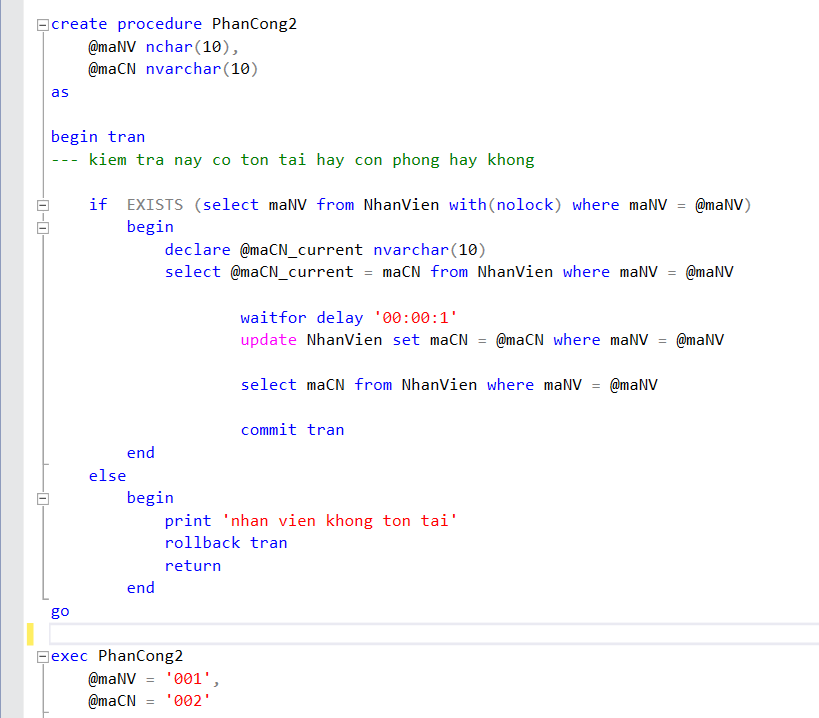 create procedure PhanCong2
@maNV nchar(10),
@maCN nvarchar(10)
as
begin tran
--- kiem tra nay co ton tai hay con phong hay khong
if  EXISTS (select maNV from NhanVien with(nolock) where maNV = @maNV)
begin
declare @maCN_current nvarchar(10)
select @maCN_current = maCN from NhanVien where maNV = @maNV
waitfor delay '00:00:1'
update NhanVien set maCN = @maCN where maNV = @maNV
select maCN from NhanVien where maNV = @maNV
commit tran
end
else
begin
print 'nhan vien khong ton tai'
rollback tran
return
end
go
exec PhanCong2
@maNV = '001',
@maCN = '002'